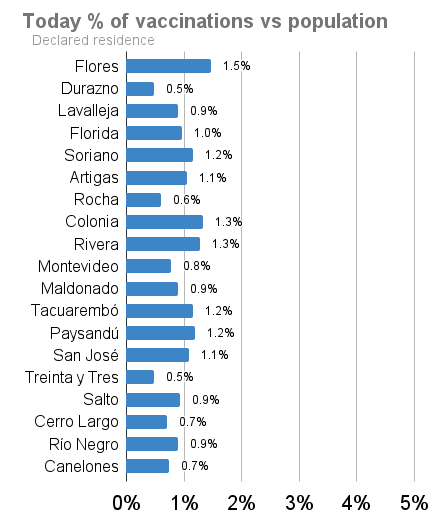 Today % of vaccinations vs population
Declared residence
Flores 1.5%
Durazno 0.5%
Lavalleja 0.9%
Florida 1.0%
Soriano 1.2%
Artigas 1.1%
Rocha 0.6%
Colonia 1.3%
Rivera 1.3%
Montevideo 0.8%
Maldonado 0.9%
Tacuarembó 1.2%
Paysandú 1.2%
San José 1.1%
Treinta y Tres 0.5%
Salto 0.9%
Cerro Largo 0.7%
Río Negro 0.9%
Canelones 0.7%
0% 1% 2% 3% 4% 5%